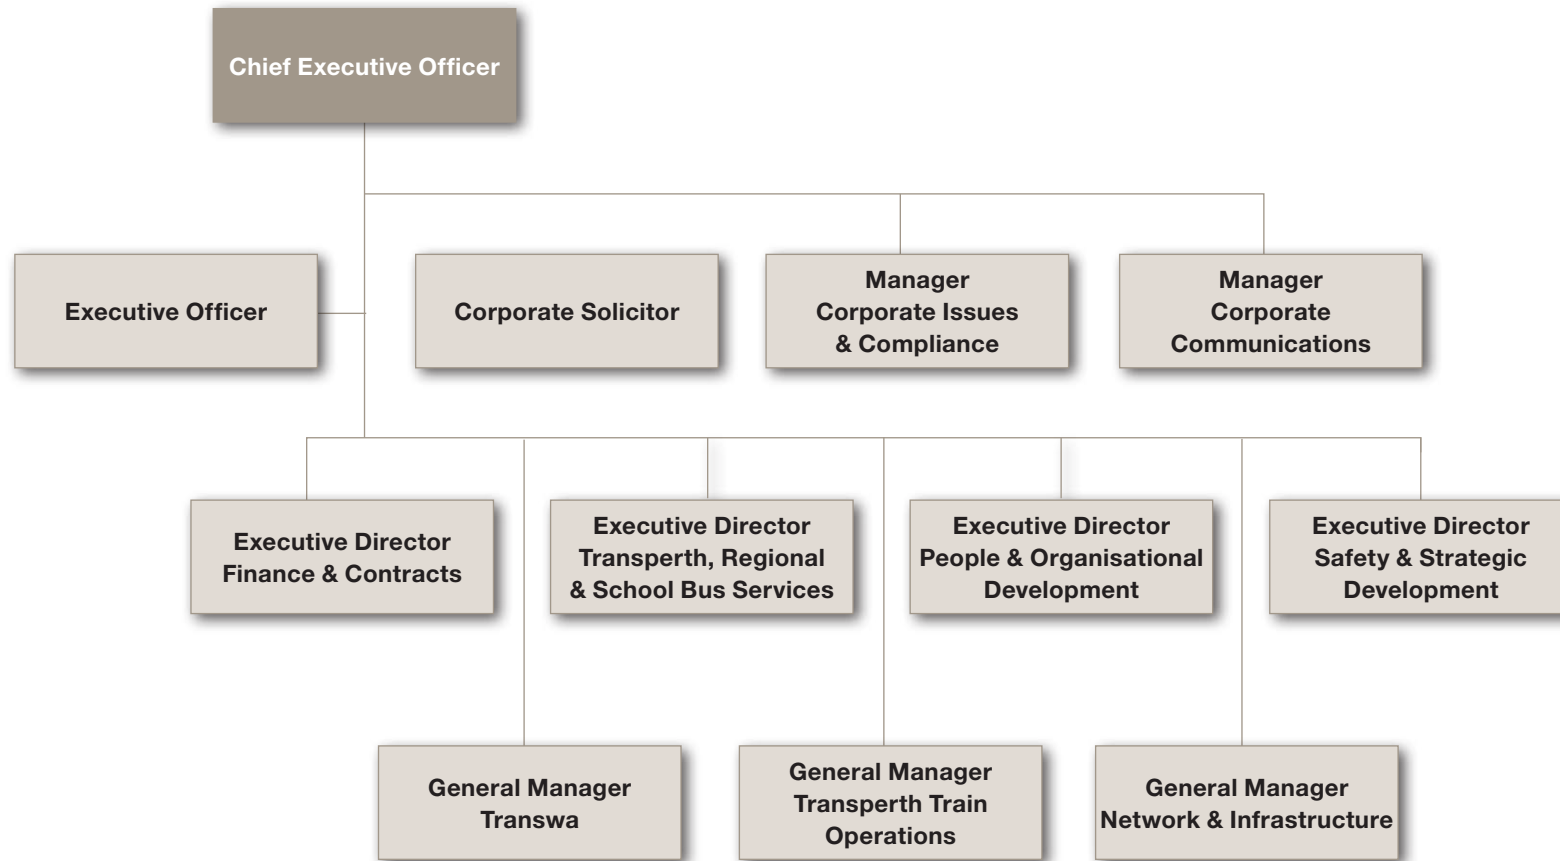 Chief Executive Officer
Executive Officer
Corporate Solicitor
Manager
Corporate Issues
& Compliance
Manager
Corporate
Communications
Executive Director
Finance & Contracts
Executive Director
Transperth, Regional
& School Bus Services
Executive Director
People & Organisational
Development
Executive Director
Safety & Strategic
Development
General Manager
Transwa
General Manager
Transperth Train
Operations
General Manager
Network & Infrastructure